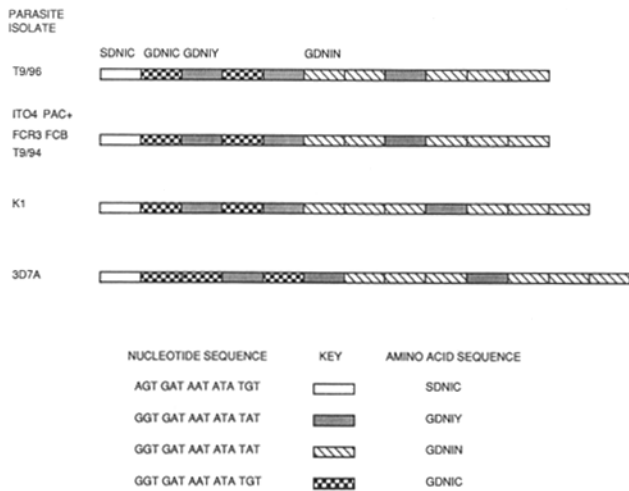 PARASITE
ISOLATE
SDNIC GDNIC GDNIY GDNIN
T9/96
ITO4 PAC+
FCR3 FCB
T9/94
K1
3D7A
NUCLEOTIDE SEQUENCE KEY AMINO ACID SEQUENCE
AGT GAT AAT ATA TGT SDNIC
GGT GAT AAT ATA TAT GDNIY
GGT GAT AAT ATA TAT GDNIN
GGT GAT AAT ATA TGT GDNIC